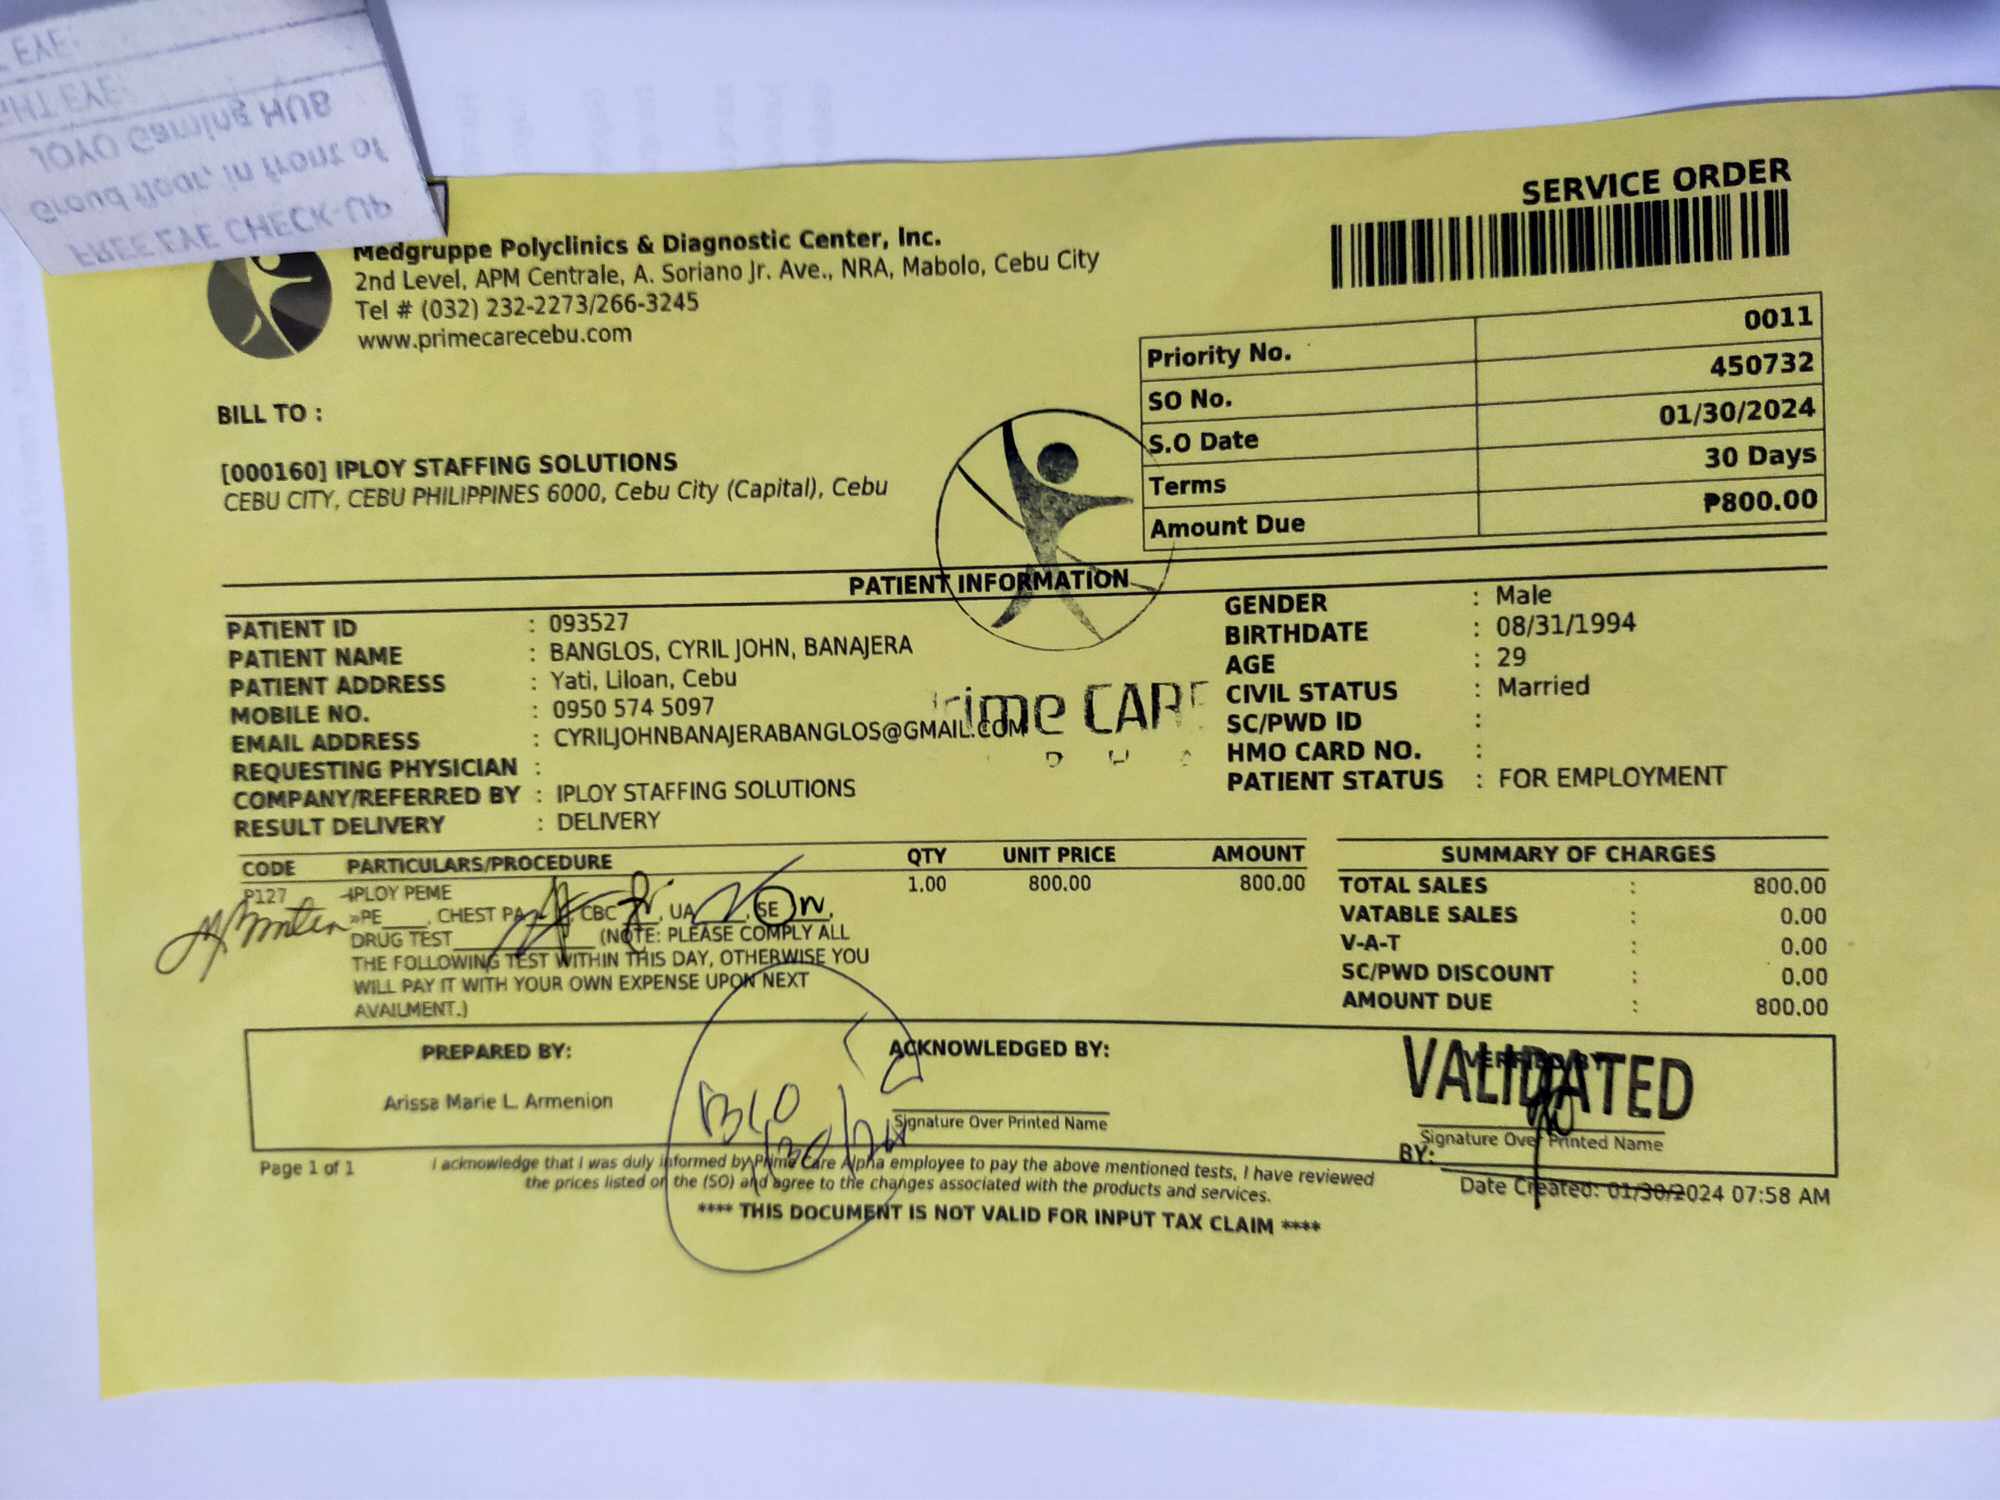 EYE:
GHT EYE:
JOYO Gaming HUB
Groud floor, in front of
FREE EYE CHECK-UP
SERVICE ORDER
Medgruppe Polyclinics & Diagnostic Center, Inc.
2nd Level, APM Centrale, A. Soriano Jr. Ave., NRA, Mabolo, Cebu City
Tel # (032) 232-2273/266-3245
www.primecarecebu.com
Priority No. 0011
SO No. 450732
S.O Date 01/30/2024
Terms 30 Days
Amount Due ₱800.00
BILL TO :
[000160] IPLOY STAFFING SOLUTIONS
CEBU CITY, CEBU PHILIPPINES 6000, Cebu City (Capital), Cebu
PATIENT INFORMATION
PATIENT ID : 093527
PATIENT NAME : BANGLOS, CYRIL JOHN, BANAJERA
PATIENT ADDRESS : Yati, Liloan, Cebu
MOBILE NO. : 0950 574 5097
EMAIL ADDRESS : CYRILJOHNBANAJERABANGLOS@GMAIL.COM
REQUESTING PHYSICIAN :
COMPANY/REFERRED BY : IPLOY STAFFING SOLUTIONS
RESULT DELIVERY : DELIVERY
GENDER : Male
BIRTHDATE : 08/31/1994
AGE : 29
CIVIL STATUS : Married
SC/PWD ID :
HMO CARD NO. :
PATIENT STATUS : FOR EMPLOYMENT
rime CARE
CODE PARTICULARS/PROCEDURE QTY UNIT PRICE AMOUNT
P127 IPLOY PEME 1.00 800.00 800.00
»PE____, CHEST PA , CBC , UA , SE ,
DRUG TEST (NOTE: PLEASE COMPLY ALL
THE FOLLOWING TEST WITHIN THIS DAY, OTHERWISE YOU
WILL PAY IT WITH YOUR OWN EXPENSE UPON NEXT
AVAILMENT.)
SUMMARY OF CHARGES
TOTAL SALES : 800.00
VATABLE SALES : 0.00
V-A-T : 0.00
SC/PWD DISCOUNT : 0.00
AMOUNT DUE : 800.00
PREPARED BY:
Arissa Marie L. Armenion
ACKNOWLEDGED BY:
Signature Over Printed Name
VERIFIED BY
VALIDATED
Signature Over Printed Name
BY:
Page 1 of 1
I acknowledge that I was duly informed by Prime Care Alpha employee to pay the above mentioned tests, I have reviewed
the prices listed on the (SO) and agree to the changes associated with the products and services.
Date Created: 01/30/2024 07:58 AM
**** THIS DOCUMENT IS NOT VALID FOR INPUT TAX CLAIM ****